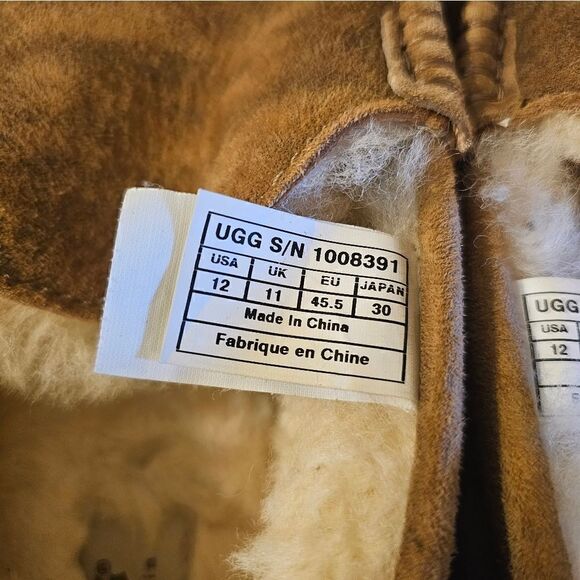 UGG S/N 1008391
USA UK EU JAPAN
12 11 45.5 30
Made In China
Fabrique en Chine
UGG
USA
12